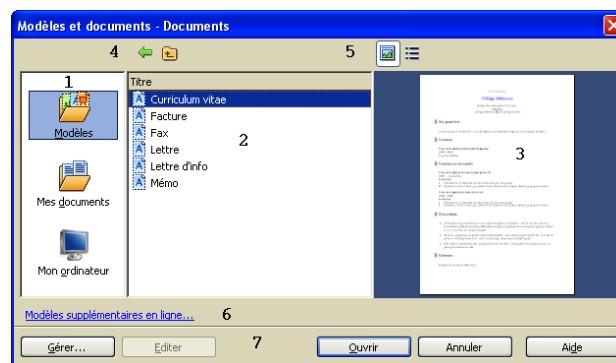 Modèles et documents - Documents
4
5
1
Titre
Modèles
Mes documents
Mon ordinateur
Curriculum vitae
Facture
Fax
Lettre
Lettre d'info
Mémo
2
3
Modèles supplémentaires en ligne...
6
Gérer...
Editer
7
Ouvrir
Annuler
Aide